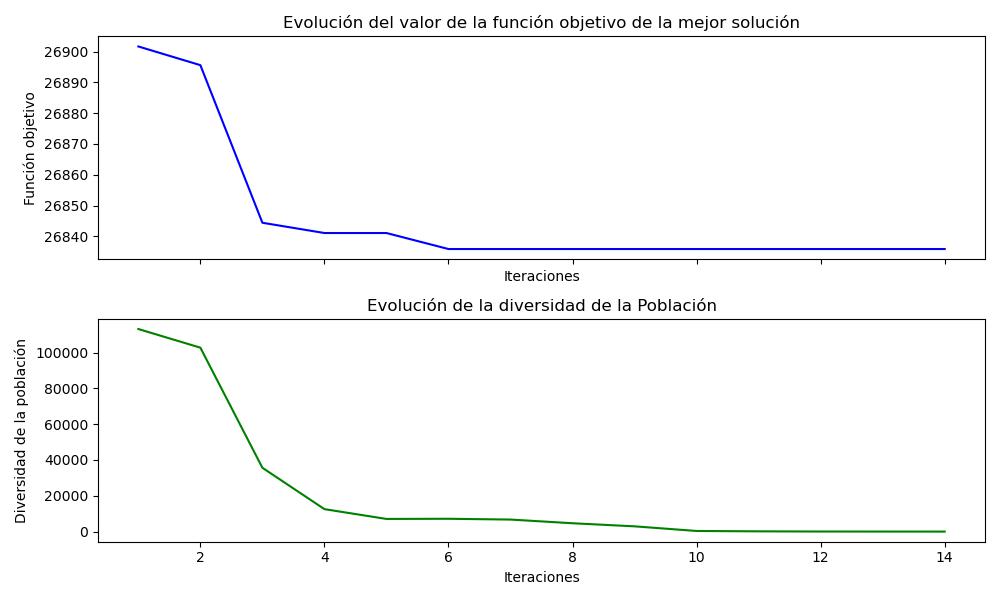 Evolución del valor de la función objetivo de la mejor solución
Función objetivo
26900
26890
26880
26870
26860
26850
26840
Iteraciones
Evolución de la diversidad de la Población
Diversidad de la población
100000
80000
60000
40000
20000
0
2 4 6 8 10 12 14
Iteraciones